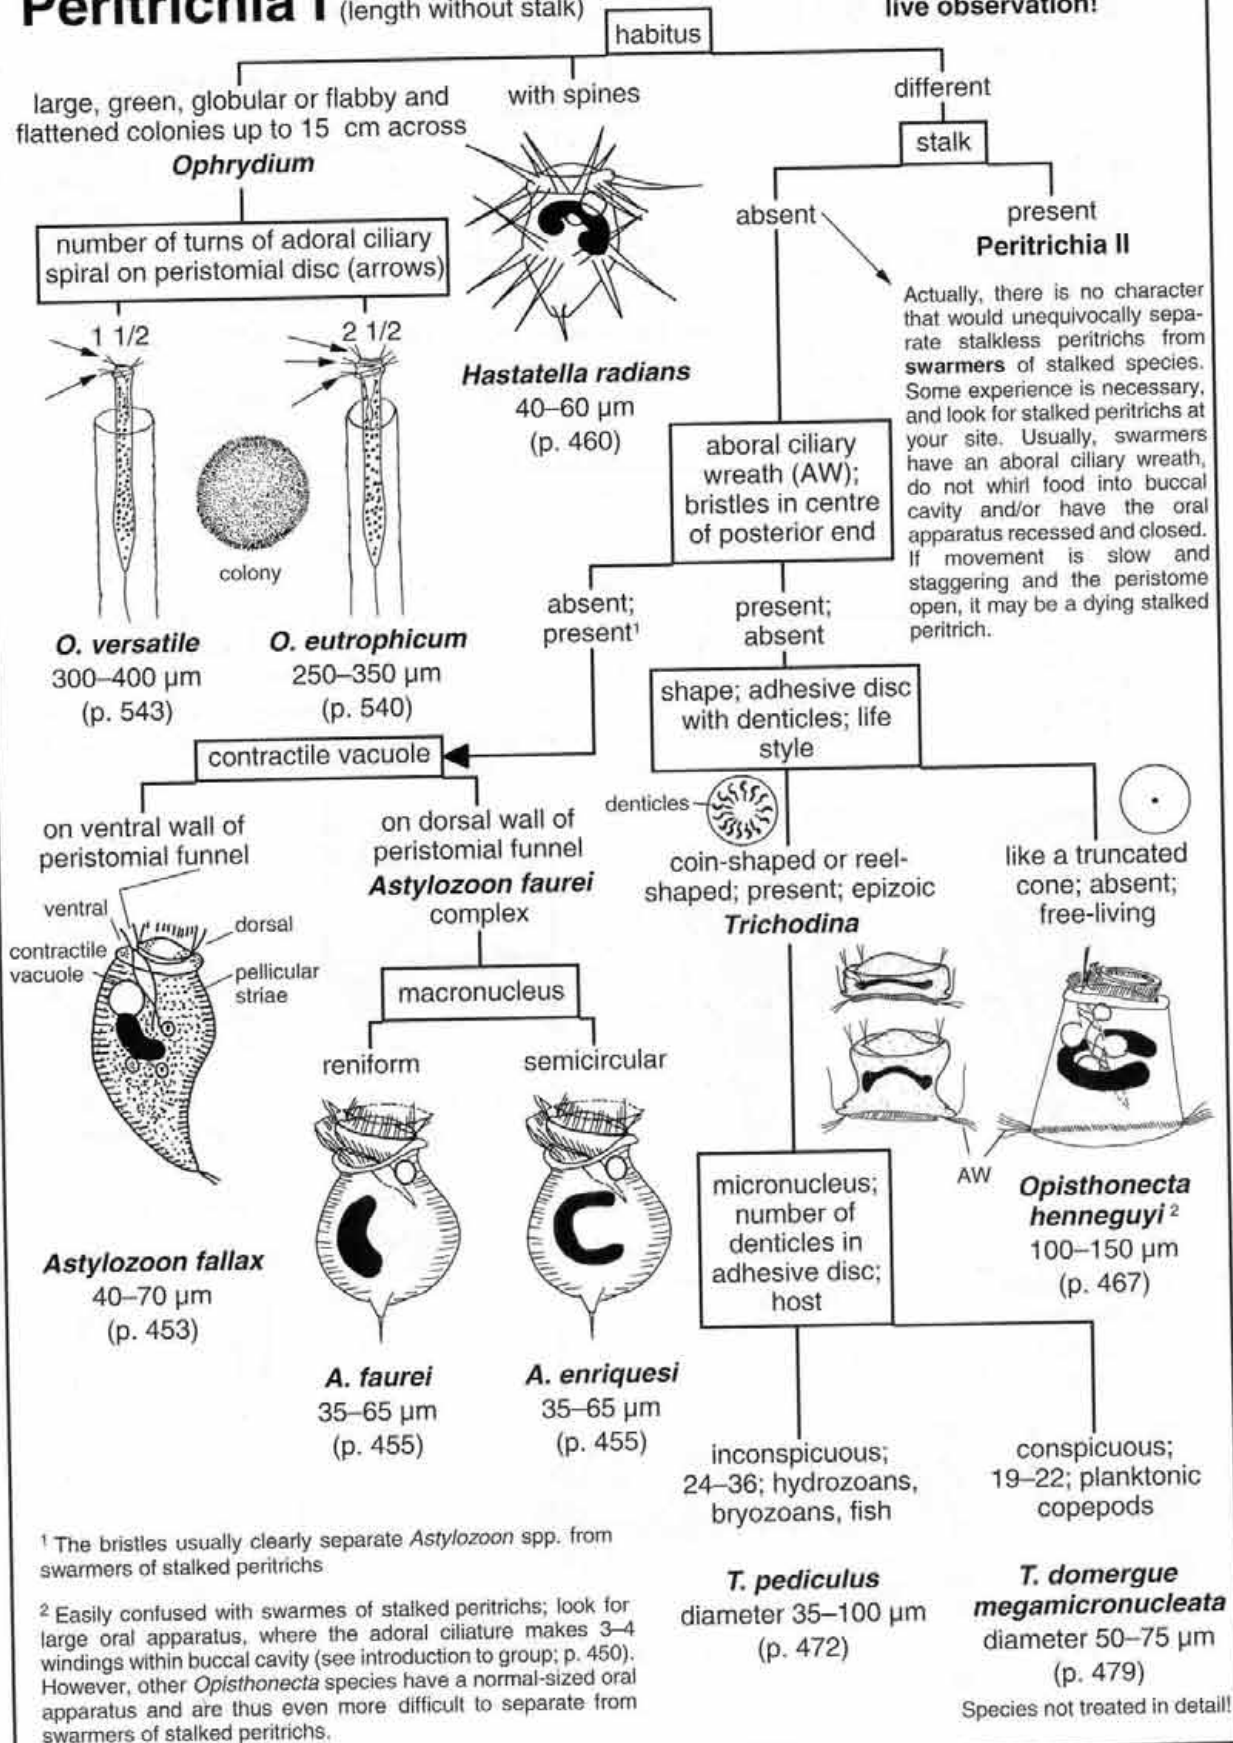 Peritrichia I (length without stalk)
live observation!
habitus
large, green, globular or flabby and
flattened colonies up to 15 cm across
Ophrydium
with spines
different
stalk
absent
present
Peritrichia II
number of turns of adoral ciliary
spiral on peristomial disc (arrows)
1 1/2
2 1/2
colony
O. versatile
300–400 µm
(p. 543)
O. eutrophicum
250–350 µm
(p. 540)
Hastatella radians
40–60 µm
(p. 460)
Actually, there is no character
that would unequivocally sepa-
rate stalkless peritrichs from
swarmers of stalked species.
Some experience is necessary,
and look for stalked peritrichs at
your site. Usually, swarmers
have an aboral ciliary wreath,
do not whirl food into buccal
cavity and/or have the oral
apparatus recessed and closed.
If movement is slow and
staggering and the peristome
open, it may be a dying stalked
peritrich.
aboral ciliary
wreath (AW);
bristles in centre
of posterior end
absent;
present¹
present;
absent
contractile vacuole
shape; adhesive disc
with denticles; life
style
on ventral wall of
peristomial funnel
on dorsal wall of
peristomial funnel
Astylozoon faurei
complex
denticles
coin-shaped or reel-
shaped; present; epizoic
Trichodina
like a truncated
cone; absent;
free-living
ventral
dorsal
contractile
vacuole
pellicular
striae
macronucleus
reniform
semicircular
AW
Astylozoon fallax
40–70 µm
(p. 453)
A. faurei
35–65 µm
(p. 455)
A. enriquesi
35–65 µm
(p. 455)
micronucleus;
number of
denticles in
adhesive disc;
host
Opisthonecta
henneguyi ²
100–150 µm
(p. 467)
inconspicuous;
24–36; hydrozoans,
bryozoans, fish
conspicuous;
19–22; planktonic
copepods
T. pediculus
diameter 35–100 µm
(p. 472)
T. domergue
megamicronucleata
diameter 50–75 µm
(p. 479)
Species not treated in detail!
¹ The bristles usually clearly separate Astylozoon spp. from
swarmers of stalked peritrichs
² Easily confused with swarmes of stalked peritrichs; look for
large oral apparatus, where the adoral ciliature makes 3–4
windings within buccal cavity (see introduction to group; p. 450).
However, other Opisthonecta species have a normal-sized oral
apparatus and are thus even more difficult to separate from
swarmers of stalked peritrichs.